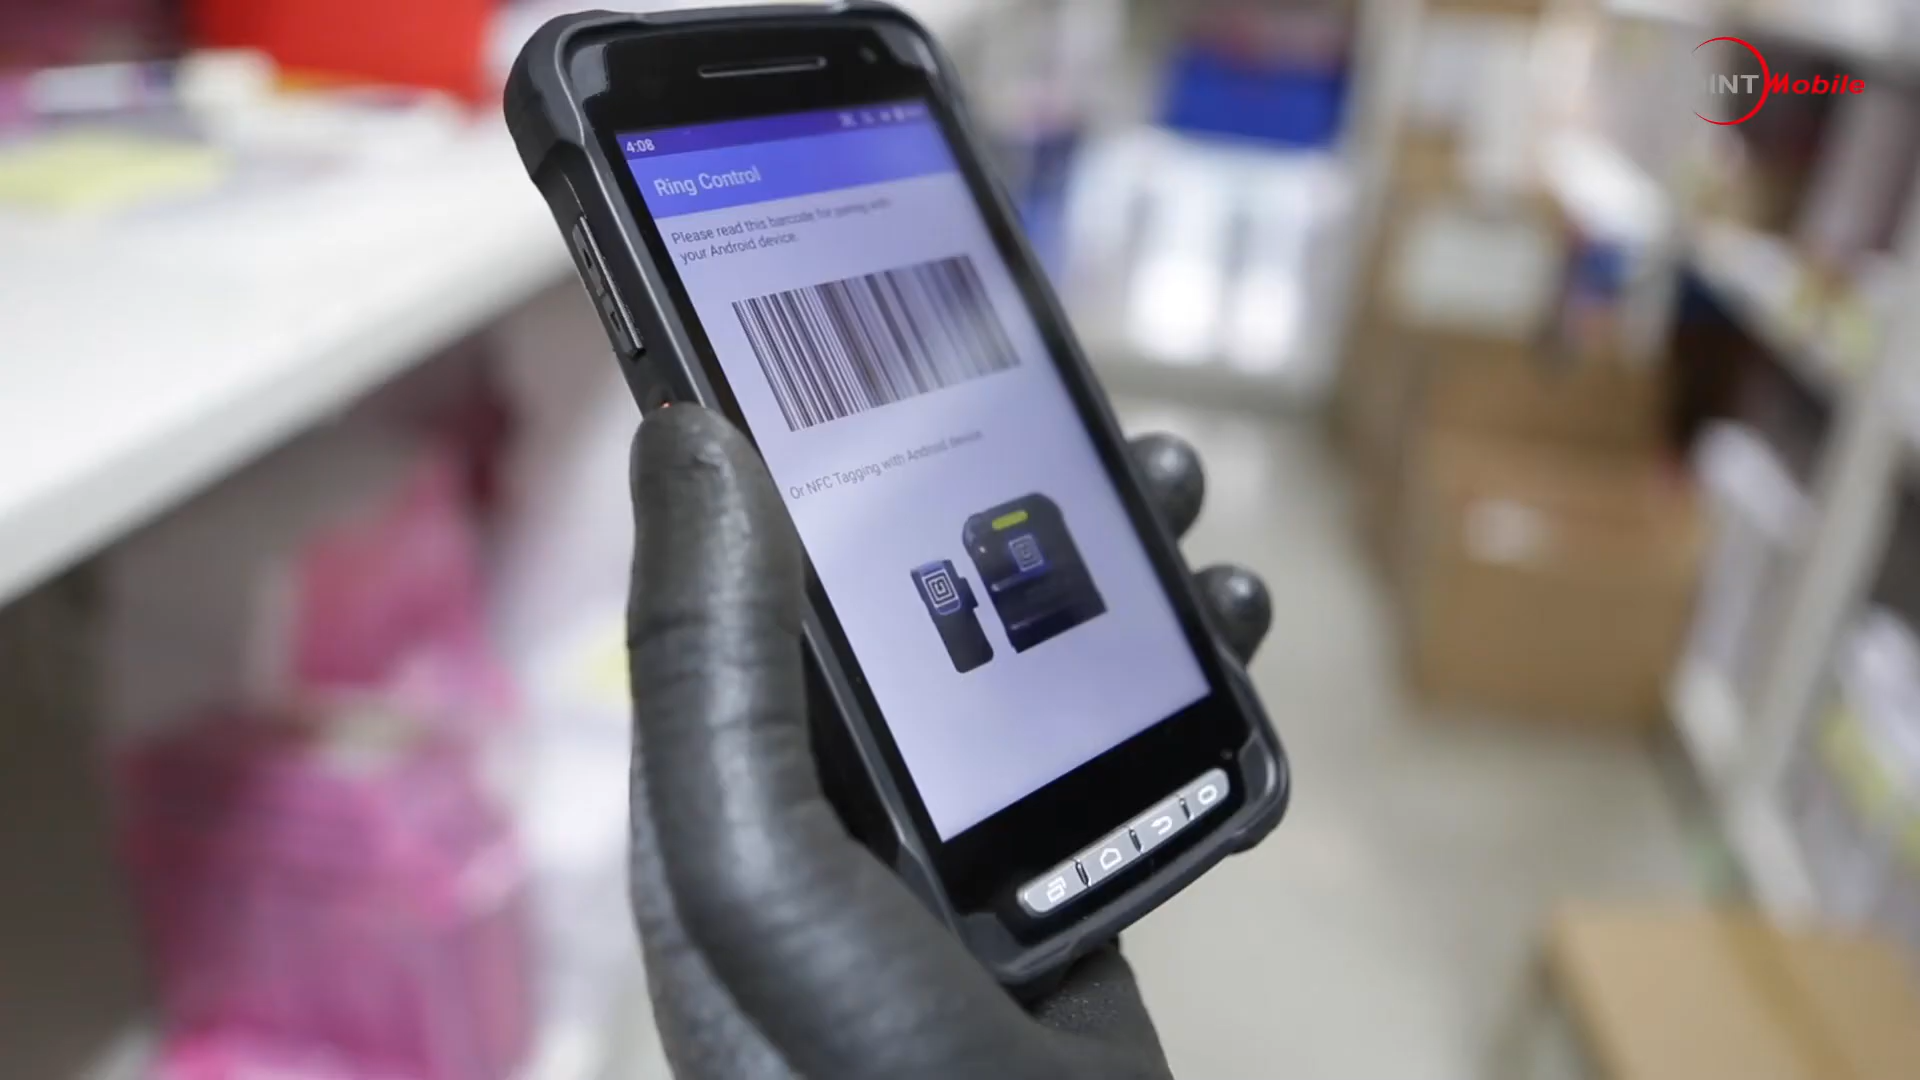 INT Mobile
4:08
Ring Control
Please read this barcode for pairing with
your Android device.
Or NFC Tagging with Android device.